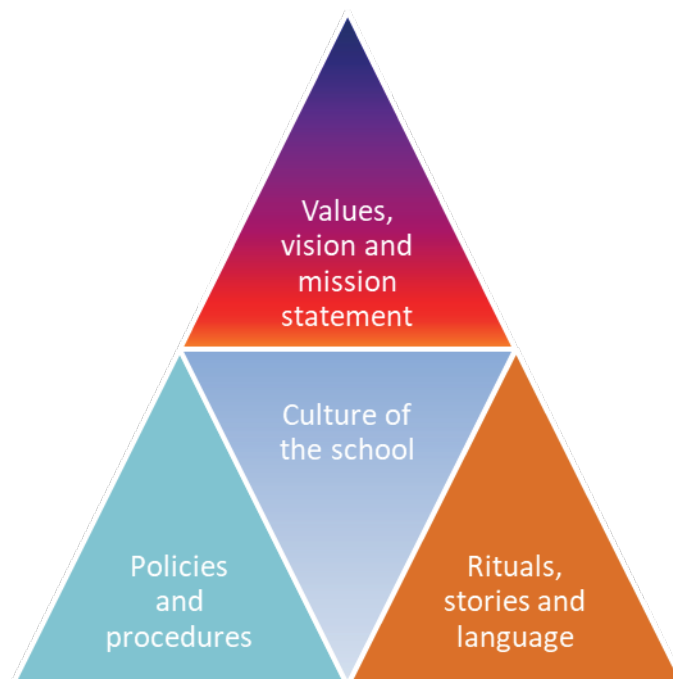 Values,
vision and
mission
statement
Culture of
the school
Policies
and
procedures
Rituals,
stories and
language